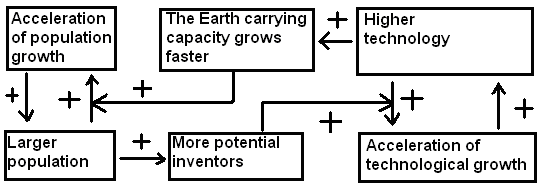 Acceleration
of population
growth
The Earth carrying
capacity grows
faster
Higher
technology
+
+
+
+
+
+
+
+
Larger
population
More potential
inventors
Acceleration of
technological growth